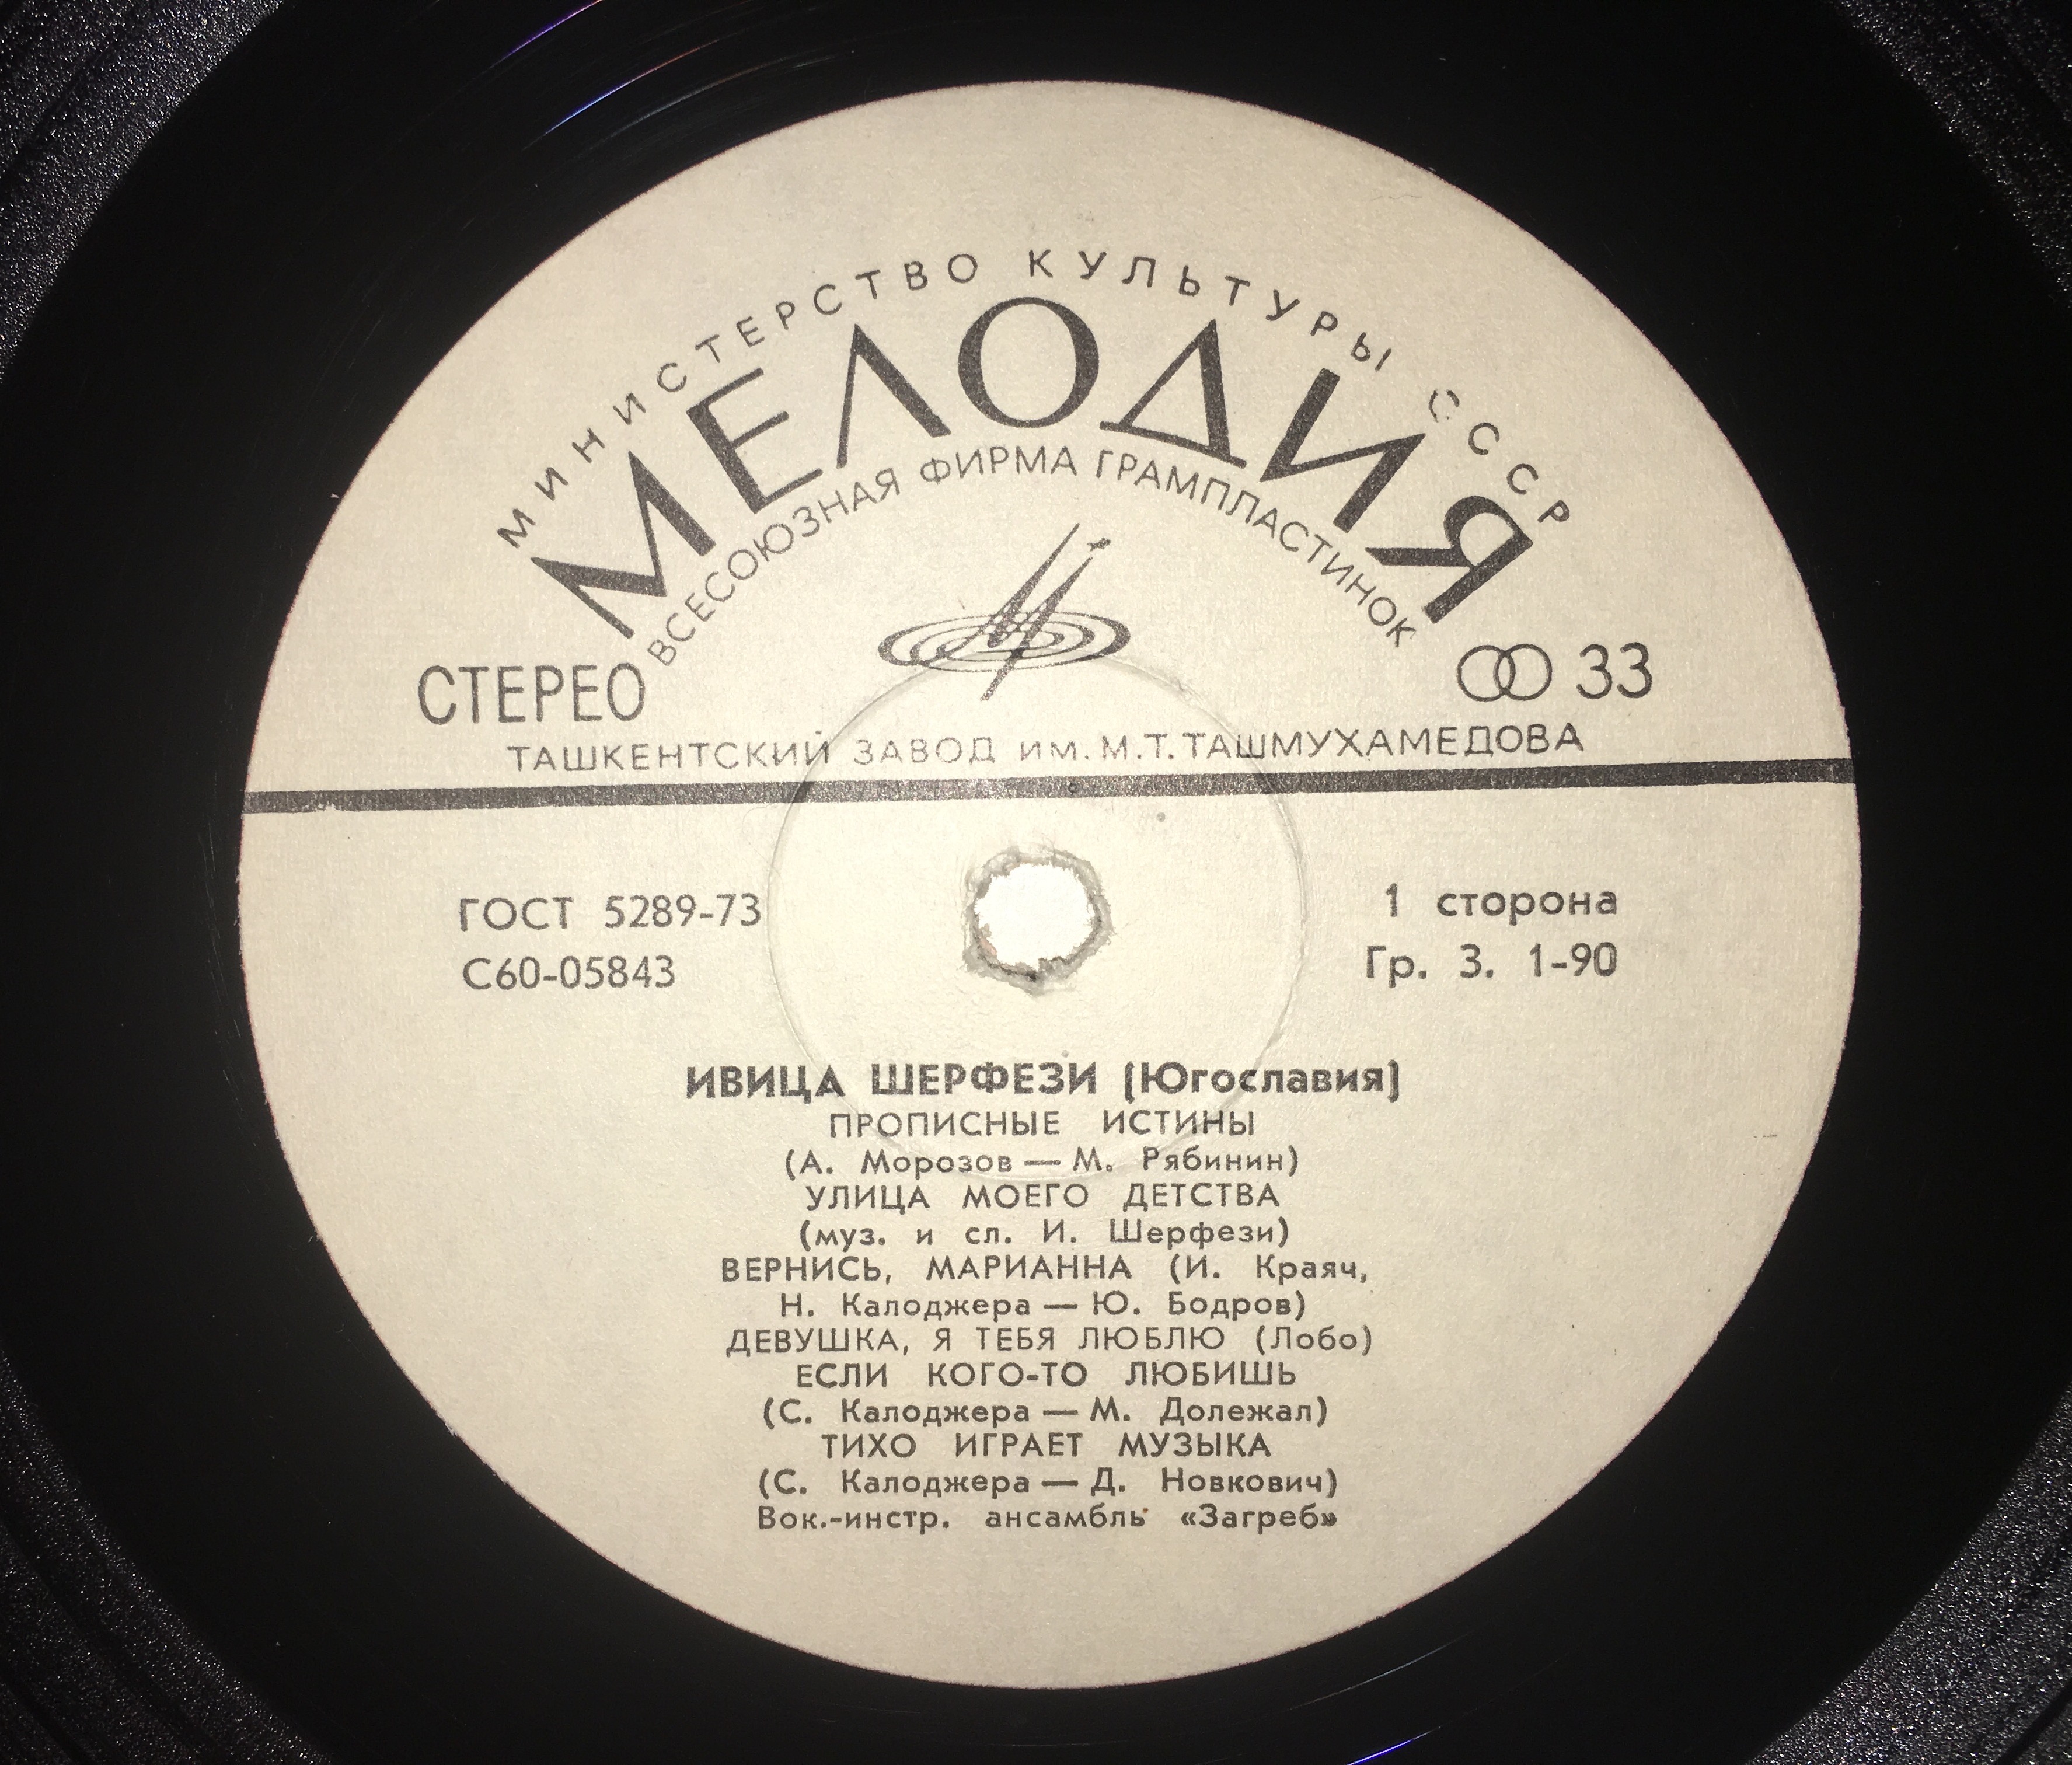 МИНИСТЕРСТВО КУЛЬТУРЫ СССР
МЕЛОДИЯ
ВСЕСОЮЗНАЯ ФИРМА ГРАМПЛАСТИНОК
СТЕРЕО
33
ТАШКЕНТСКИЙ ЗАВОД им. М.Т. ТАШМУХАМЕДОВА
ГОСТ 5289-73
1 сторона
С60-05843
Гр. 3. 1-90
ИВИЦА ШЕРФЕЗИ (Югославия)
ПРОПИСНЫЕ ИСТИНЫ
(А. Морозов — М. Рябинин)
УЛИЦА МОЕГО ДЕТСТВА
(муз. и сл. И. Шерфези)
ВЕРНИСЬ, МАРИАННА (И. Краяч,
Н. Калоджера — Ю. Бодров)
ДЕВУШКА, Я ТЕБЯ ЛЮБЛЮ (Лобо)
ЕСЛИ КОГО-ТО ЛЮБИШЬ
(С. Калоджера — М. Долежал)
ТИХО ИГРАЕТ МУЗЫКА
(С. Калоджера — Д. Новкович)
Вок.-инстр. ансамбль «Загреб»